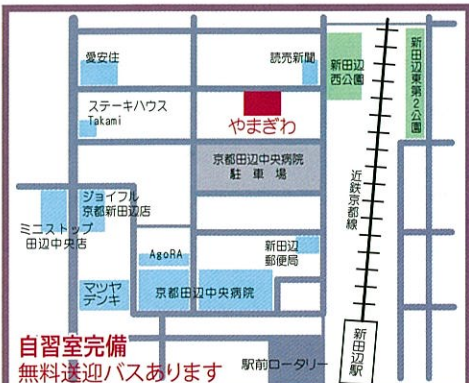 愛安住
読売新聞
新田辺
西公園
新田辺東第2公園
ステーキハウス
Takami
やまぎわ
京都田辺中央病院
駐車場
近鉄京都線
ジョイフル
京都新田辺店
ミニストップ
田辺中央店
AgoRA
新田辺
郵便局
マツヤ
デンキ
京都田辺中央病院
新田辺駅
自習室完備
駅前ロータリー
無料送迎バスあります